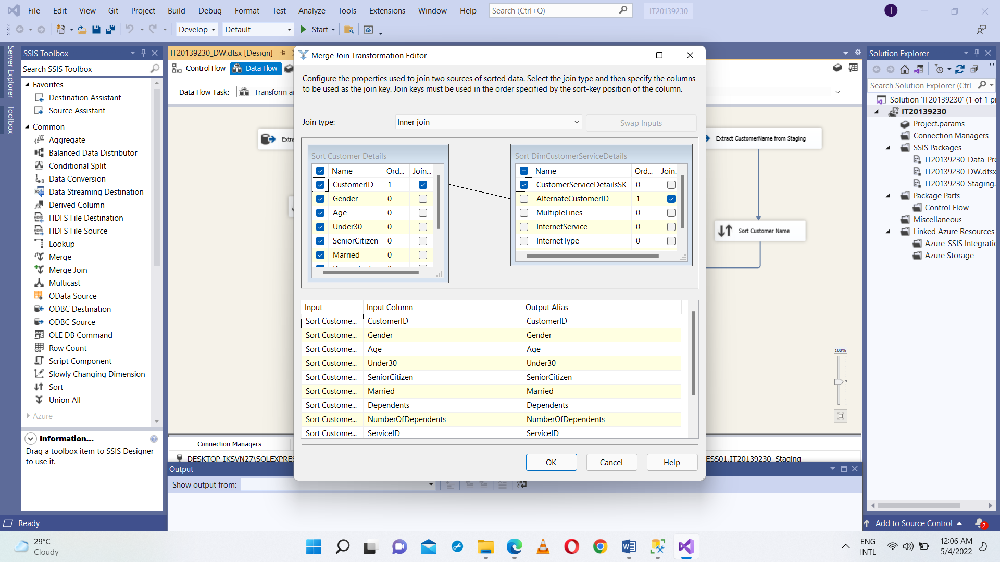 File Edit View Git Project Build Debug Format Test Analyze Tools Extensions Window Help Search (Ctrl+Q) IT20139230 I
Develop Default Start
Server Explorer
Toolbox
SSIS Toolbox
Search SSIS Toolbox
Favorites
Destination Assistant
Source Assistant
Common
Aggregate
Balanced Data Distributor
Conditional Split
Data Conversion
Data Streaming Destination
Derived Column
HDFS File Destination
HDFS File Source
Lookup
Merge
Merge Join
Multicast
OData Source
ODBC Destination
ODBC Source
OLE DB Command
Row Count
Script Component
Slowly Changing Dimension
Sort
Union All
Azure
Information...
Drag a toolbox item to SSIS Designer
to use it.
IT20139230_DW.dtsx [Design]
Control Flow Data Flow
Data Flow Task: Transform a
Extra
Merge Join Transformation Editor
Configure the properties used to join two sources of sorted data. Select the join type and then specify the columns
to be used as the join key. Join keys must be used in the order specified by the sort-key position of the column.
Join type: Inner join Swap Inputs
Sort Customer Details
Name Ord... Join...
CustomerID 1
Gender 0
Age 0
Under30 0
SeniorCitizen 0
Married 0
Sort DimCustomerServiceDetails
Name Ord... Join.
CustomerServiceDetailsSK 0
AlternateCustomerID 1
MultipleLines 0
InternetService 0
InternetType 0
Input Input Column Output Alias
Sort Custome... CustomerID CustomerID
Sort Custome... Gender Gender
Sort Custome... Age Age
Sort Custome... Under30 Under30
Sort Custome... SeniorCitizen SeniorCitizen
Sort Custome... Married Married
Sort Custome... Dependents Dependents
Sort Custome... NumberOfDependents NumberOfDependents
Sort Custome... ServiceID ServiceID
OK Cancel Help
Extract CustomerName from Staging
Sort Customer Name
100%
Connection Managers
DESKTOP-IKSVN27\SQLEXPRES ESS01.IT20139230_Staging
Output
Show output from:
Solution Explorer
Search Solution Explorer (Ctrl-
Solution 'IT20139230' (1 of 1 pr
IT20139230
Project.params
Connection Managers
SSIS Packages
IT20139230_Data_Pro
IT20139230_DW.dtsx
IT20139230_Staging.
Package Parts
Control Flow
Miscellaneous
Linked Azure Resources
Azure-SSIS Integratio
Azure Storage
Ready
Add to Source Control 2
29°C
Cloudy
ENG
INTL
12:06 AM
5/4/2022